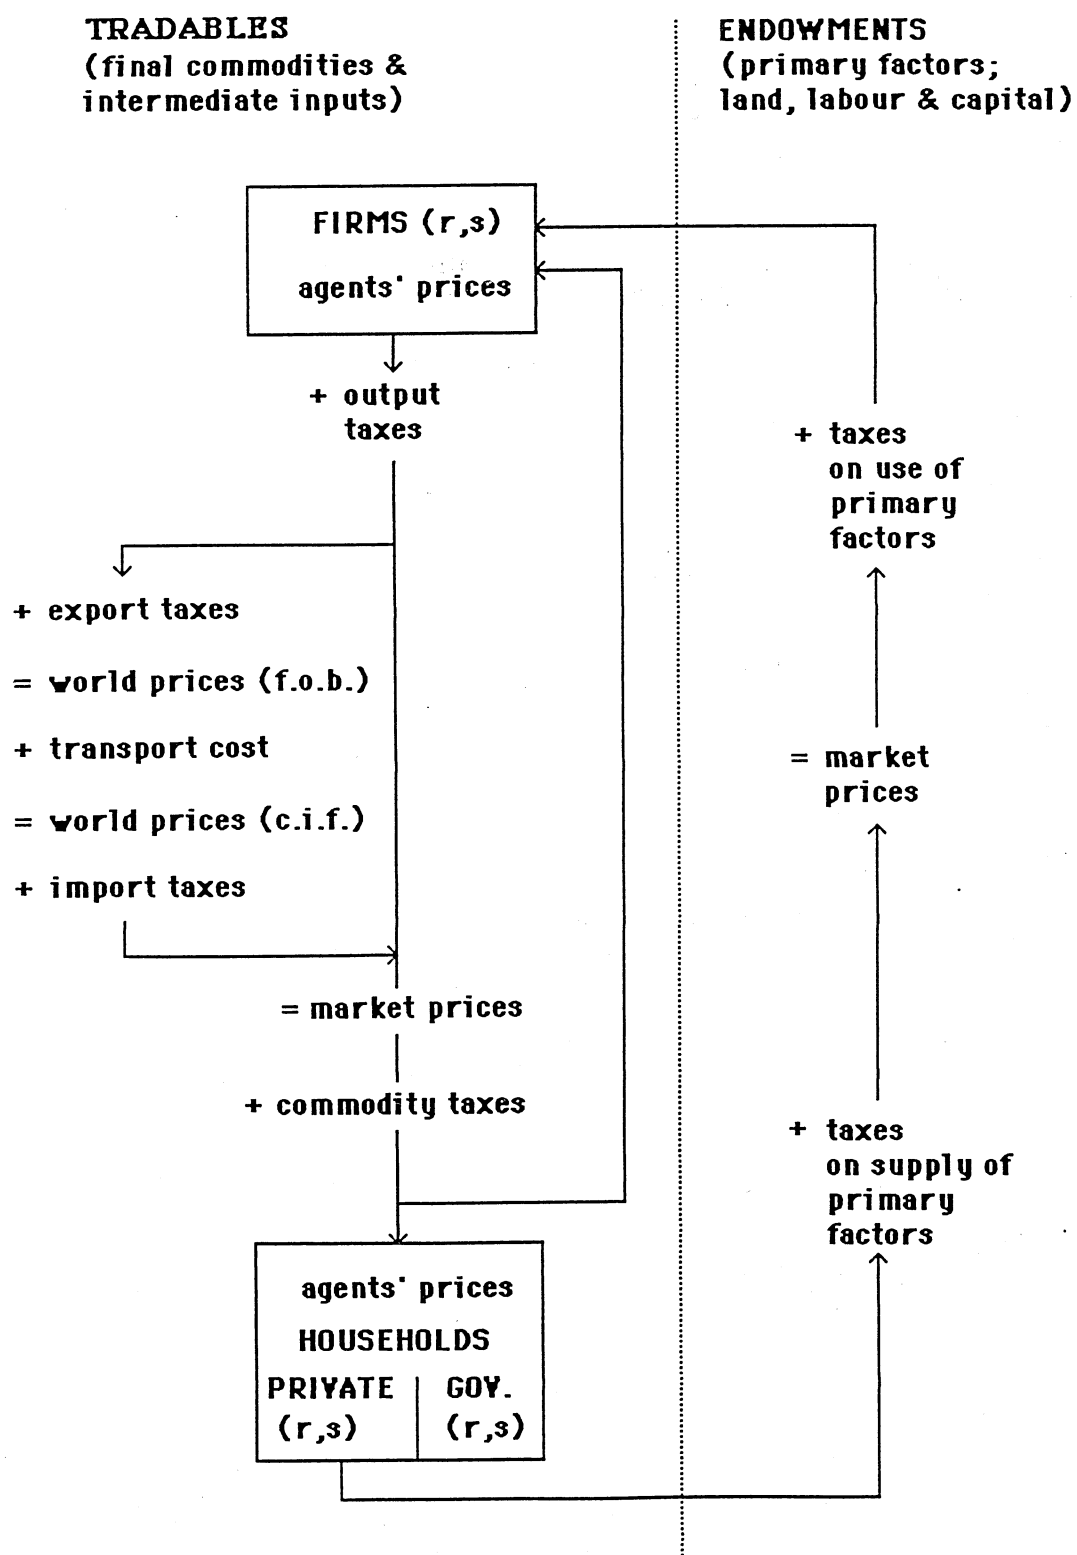 TRADABLES
(final commodities &
intermediate inputs)
ENDOWMENTS
(primary factors;
land, labour & capital)
FIRMS (r,s)
agents' prices
+ output
taxes
+ export taxes
= world prices (f.o.b.)
+ transport cost
= world prices (c.i.f.)
+ import taxes
= market prices
+ commodity taxes
agents' prices
HOUSEHOLDS
PRIVATE
(r,s)
GOV.
(r,s)
+ taxes
on use of
primary
factors
= market
prices
+ taxes
on supply of
primary
factors